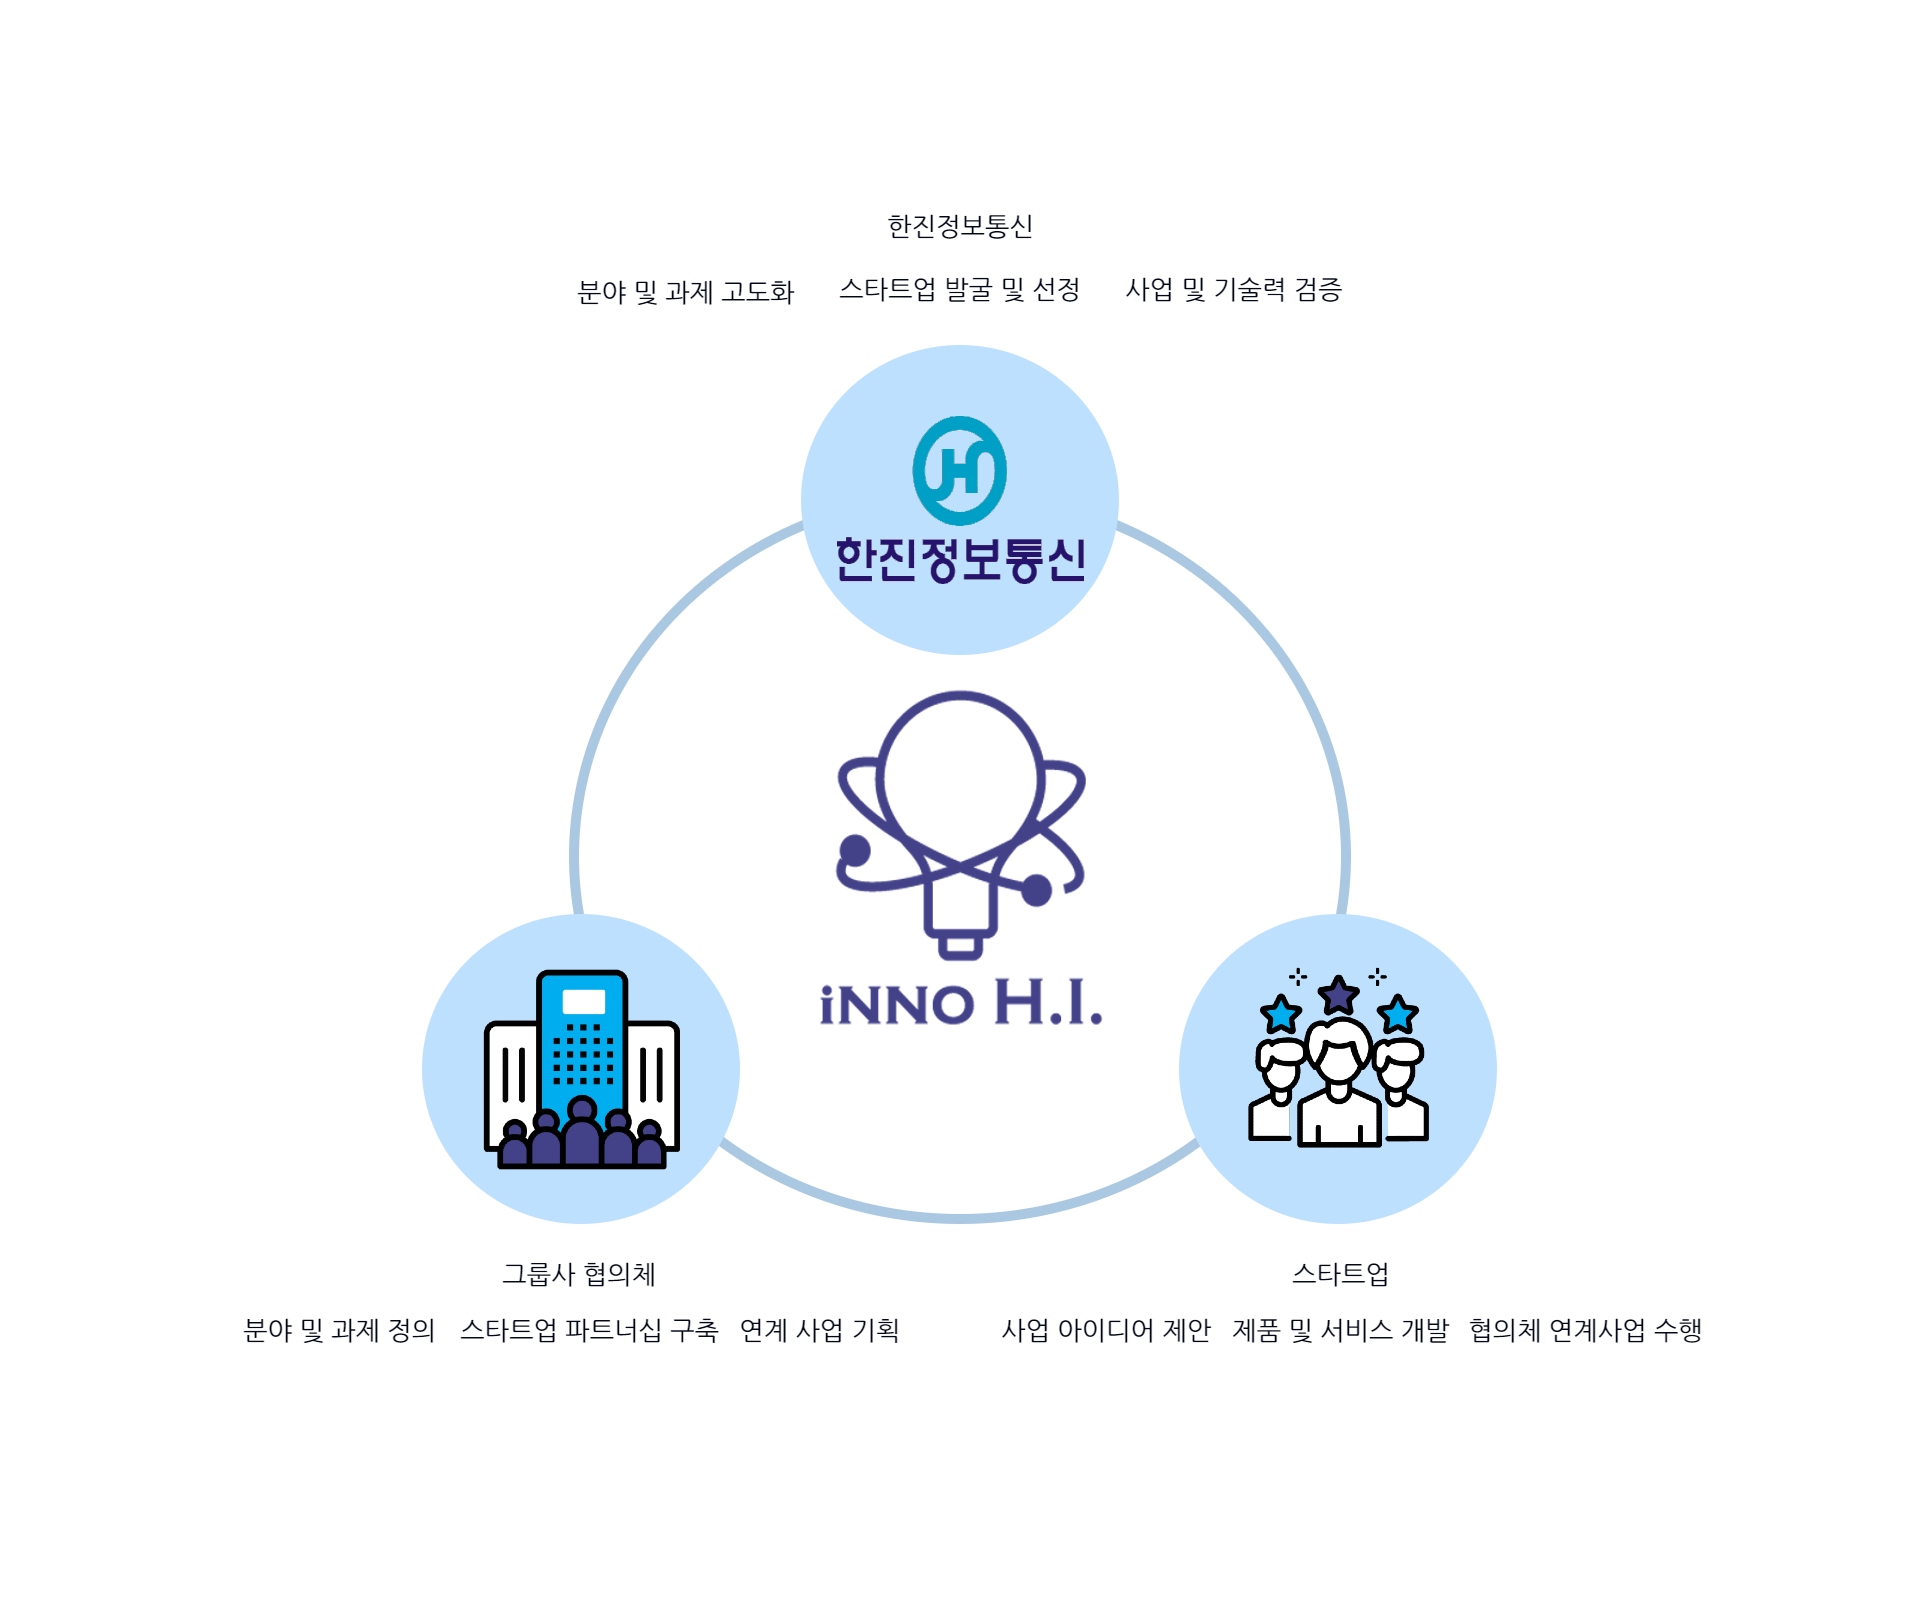 한진정보통신
분야 및 과제 고도화 스타트업 발굴 및 선정 사업 및 기술력 검증
한진정보통신
iNNO H.I.
그룹사 협의체
분야 및 과제 정의 스타트업 파트너십 구축 연계 사업 기획
스타트업
사업 아이디어 제안 제품 및 서비스 개발 협의체 연계사업 수행